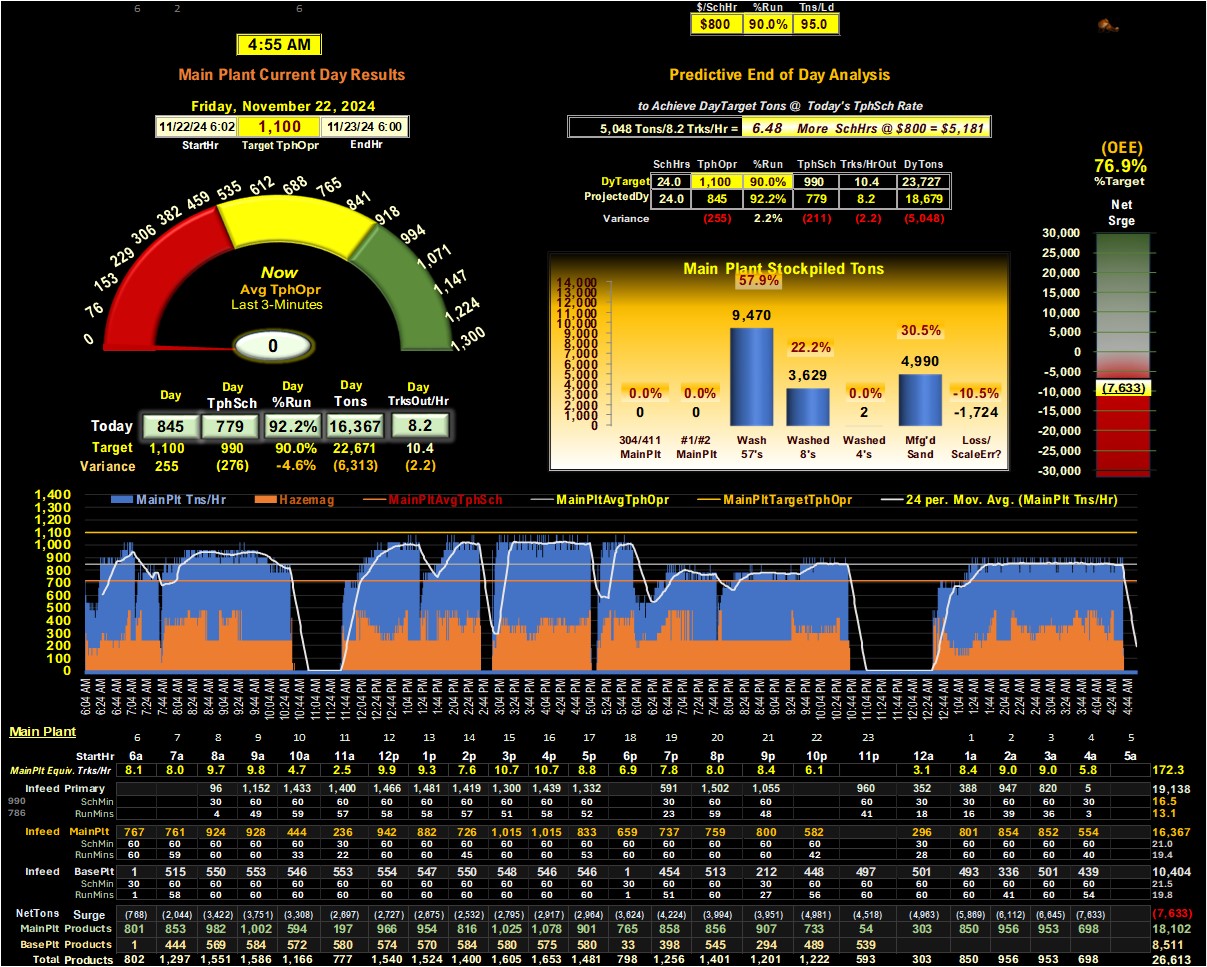 6 2 6
$/SchHr %Run Tns/Ld
$800 90.0% 95.0
4:55 AM
Main Plant Current Day Results
Predictive End of Day Analysis
Friday, November 22, 2024
to Achieve DayTarget Tons @ Today's TphSch Rate
11/22/24 6:02 1,100 11/23/24 6:00
StartHr Target TphOpr EndHr
5,048 Tons/8.2 Trks/Hr = 6.48 More SchHrs @ $800 = $5,181
(OEE)
76.9%
%Target
SchHrs TphOpr %Run TphSch Trks/HrOut DyTons
DyTarget 24.0 1,100 90.0% 990 10.4 23,727
ProjectedDy 24.0 845 92.2% 779 8.2 18,679
Variance (255) 2.2% (211) (2.2) (5,048)
0 76 153 229 306 382 459 535 612 688 765 841 918 994 1,071 1,147 1,224 1,300
Now
Avg TphOpr
Last 3-Minutes
0
Net
Srge
30,000
25,000
20,000
15,000
10,000
5,000
0
-5,000
-10,000
-15,000
-20,000
-25,000
-30,000
(7,633)
Main Plant Stockpiled Tons
14,000
13,000
12,000
11,000
10,000
9,000
8,000
7,000
6,000
5,000
4,000
3,000
2,000
1,000
0
0.0% 0.0% 57.9% 22.2% 0.0% 30.5% -10.5%
0 0 9,470 3,629 2 4,990 -1,724
304/411 #1/#2 Wash Washed Washed Mfg'd Loss/
MainPlt MainPlt 57's 8's 4's Sand ScaleErr?
Day Day Day Day Day
TphSch %Run Tons TrksOut/Hr
Today 845 779 92.2% 16,367 8.2
Target 1,100 990 90.0% 22,671 10.4
Variance 255 (276) -4.6% (6,313) (2.2)
MainPlt Tns/Hr Hazemag MainPltAvgTphSch MainPltAvgTphOpr MainPltTargetTphOpr 24 per. Mov. Avg. (MainPlt Tns/Hr)
1,400
1,300
1,200
1,100
1,000
900
800
700
600
500
400
300
200
100
0
6:04 AM 6:24 AM 6:44 AM 7:04 AM 7:24 AM 7:44 AM 8:04 AM 8:24 AM 8:44 AM 9:04 AM 9:24 AM 9:44 AM 10:04 AM 10:24 AM 10:44 AM 11:04 AM 11:24 AM 11:44 AM 12:04 PM 12:24 PM 12:44 PM 1:04 PM 1:24 PM 1:44 PM 2:04 PM 2:24 PM 2:44 PM 3:04 PM 3:24 PM 3:44 PM 4:04 PM 4:24 PM 4:44 PM 5:04 PM 5:24 PM 5:44 PM 6:04 PM 6:24 PM 6:44 PM 7:04 PM 7:24 PM 7:44 PM 8:04 PM 8:24 PM 8:44 PM 9:04 PM 9:24 PM 9:44 PM 10:04 PM 10:24 PM 10:44 PM 11:04 PM 11:24 PM 11:44 PM 12:04 AM 12:24 AM 12:44 AM 1:04 AM 1:24 AM 1:44 AM 2:04 AM 2:24 AM 2:44 AM 3:04 AM 3:24 AM 3:44 AM 4:04 AM 4:24 AM 4:44 AM
Main Plant
6 7 8 9 10 11 12 13 14 15 16 17 18 19 20 21 22 23 1 2 3 4 5
StartHr 6a 7a 8a 9a 10a 11a 12p 1p 2p 3p 4p 5p 6p 7p 8p 9p 10p 11p 12a 1a 2a 3a 4a 5a
MainPlt Equiv. Trks/Hr 8.1 8.0 9.7 9.8 4.7 2.5 9.9 9.3 7.6 10.7 10.7 8.8 6.9 7.8 8.0 8.4 6.1 3.1 8.4 9.0 9.0 5.8 172.3
Infeed Primary 96 1,152 1,433 1,400 1,466 1,481 1,419 1,300 1,439 1,332 591 1,502 1,055 960 352 388 947 820 5 19,138
990 SchMin 30 60 60 60 60 60 60 60 60 60 30 60 60 60 30 60 60 60 30 16.5
786 RunMins 4 49 59 57 58 58 57 51 58 52 23 59 48 41 18 16 39 36 3 13.1
Infeed MainPlt 767 761 924 928 444 236 942 882 726 1,015 1,015 833 659 737 759 800 582 296 801 854 852 554 16,367
SchMin 60 60 60 60 60 30 60 60 60 60 60 60 60 60 60 60 60 30 60 60 60 60 21.0
RunMins 60 59 60 60 33 22 60 60 45 60 60 53 60 60 60 60 42 28 60 60 60 40 19.4
Infeed BasePlt 1 515 550 553 546 553 554 547 550 548 546 546 1 454 513 212 448 497 501 493 336 501 439 10,404
SchMin 30 60 60 60 60 60 60 60 60 60 60 60 30 60 60 30 60 60 60 60 60 60 60 21.5
RunMins 1 58 60 60 60 60 60 60 60 60 60 60 1 51 60 27 56 60 60 60 41 60 54 19.8
NetTons Surge (768) (2,044) (3,422) (3,751) (3,308) (2,697) (2,727) (2,675) (2,532) (2,795) (2,917) (2,964) (3,624) (4,224) (3,994) (3,951) (4,981) (4,518) (4,963) (5,869) (6,112) (6,645) (7,633) (7,633)
MainPlt Products 801 853 982 1,002 594 197 966 954 816 1,025 1,078 901 765 858 856 907 733 54 303 850 956 953 698 18,102
BasePlt Products 1 444 569 584 572 580 574 570 584 580 575 580 33 398 545 294 489 539 8,511
Total Products 802 1,297 1,551 1,586 1,166 777 1,540 1,524 1,400 1,605 1,653 1,481 798 1,256 1,401 1,201 1,222 593 303 850 956 953 698 26,613